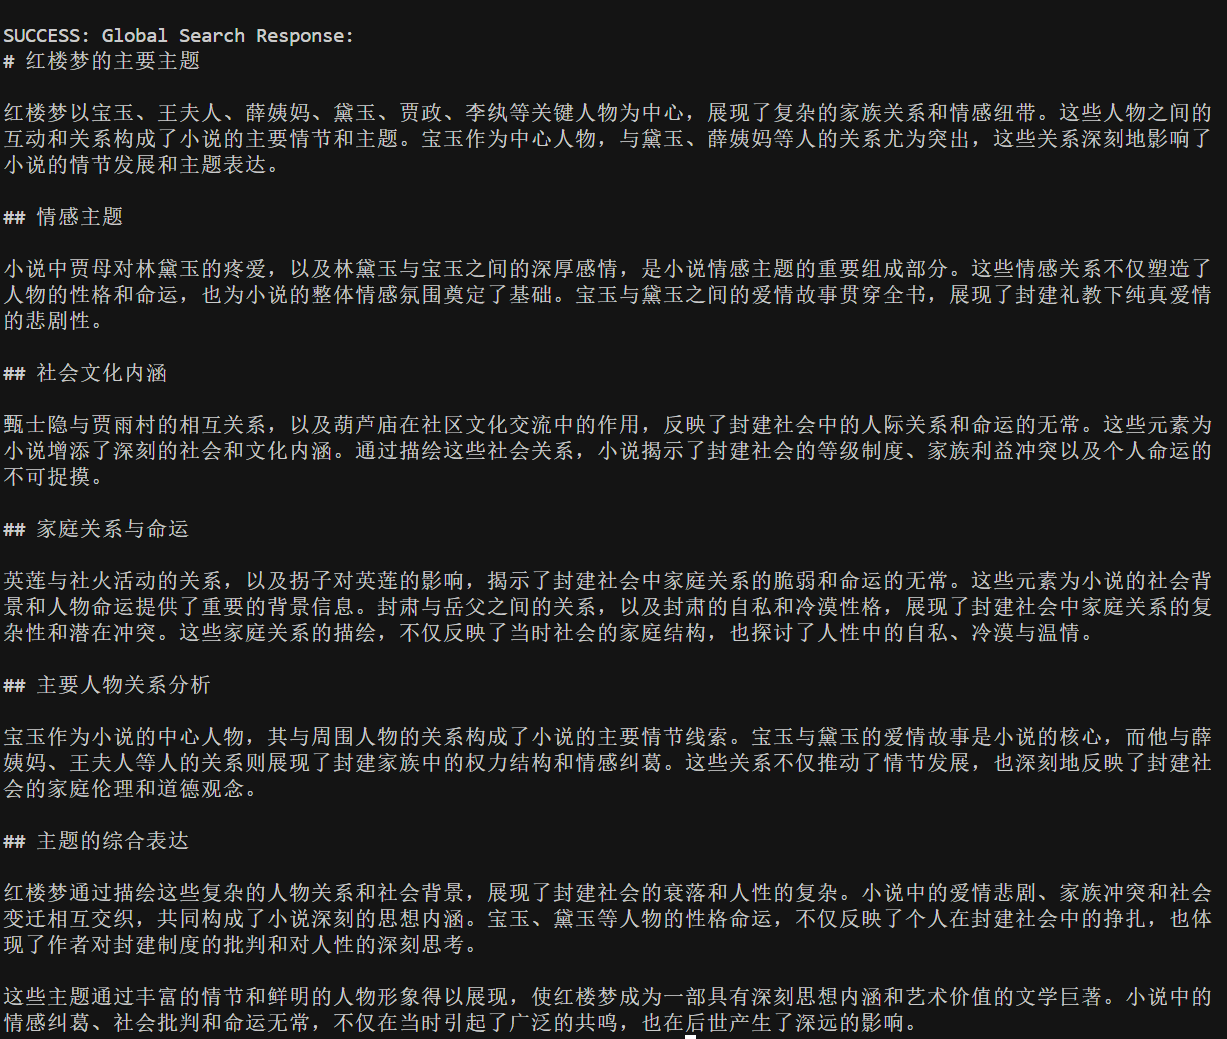 SUCCESS: Global Search Response:
# 红楼梦的主要主题
红楼梦以宝玉、王夫人、薛姨妈、黛玉、贾政、李纨等关键人物为中心，展现了复杂的家族关系和情感纽带。这些人物之间的
互动和关系构成了小说的主要情节和主题。宝玉作为中心人物，与黛玉、薛姨妈等人的关系尤为突出，这些关系深刻地影响了
小说的情节发展和主题表达。
## 情感主题
小说中贾母对林黛玉的疼爱，以及林黛玉与宝玉之间的深厚感情，是小说情感主题的重要组成部分。这些情感关系不仅塑造了
人物的性格和命运，也为小说的整体情感氛围奠定了基础。宝玉与黛玉之间的爱情故事贯穿全书，展现了封建礼教下纯真爱情
的悲剧性。
## 社会文化内涵
甄士隐与贾雨村的相互关系，以及葫芦庙在社区文化交流中的作用，反映了封建社会中的人际关系和命运的无常。这些元素为
小说增添了深刻的社会和文化内涵。通过描绘这些社会关系，小说揭示了封建社会的等级制度、家族利益冲突以及个人命运的
不可捉摸。
## 家庭关系与命运
英莲与社火活动的关系，以及拐子对英莲的影响，揭示了封建社会中家庭关系的脆弱和命运的无常。这些元素为小说的社会背
景和人物命运提供了重要的背景信息。封肃与岳父之间的关系，以及封肃的自私和冷漠性格，展现了封建社会中家庭关系的复
杂性和潜在冲突。这些家庭关系的描绘，不仅反映了当时社会的家庭结构，也探讨了人性中的自私、冷漠与温情。
## 主要人物关系分析
宝玉作为小说的中心人物，其与周围人物的关系构成了小说的主要情节线索。宝玉与黛玉的爱情故事是小说的核心，而他与薛
姨妈、王夫人等人的关系则展现了封建家族中的权力结构和情感纠葛。这些关系不仅推动了情节发展，也深刻地反映了封建社
会的家庭伦理和道德观念。
## 主题的综合表达
红楼梦通过描绘这些复杂的人物关系和社会背景，展现了封建社会的衰落和人性的复杂。小说中的爱情悲剧、家族冲突和社会
变迁相互交织，共同构成了小说深刻的思想内涵。宝玉、黛玉等人物的性格命运，不仅反映了个人在封建社会中的挣扎，也体
现了作者对封建制度的批判和对人性的深刻思考。
这些主题通过丰富的情节和鲜明的人物形象得以展现，使红楼梦成为一部具有深刻思想内涵和艺术价值的文学巨著。小说中的
情感纠葛、社会批判和命运无常，不仅在当时引起了广泛的共鸣，也在后世产生了深远的影响。